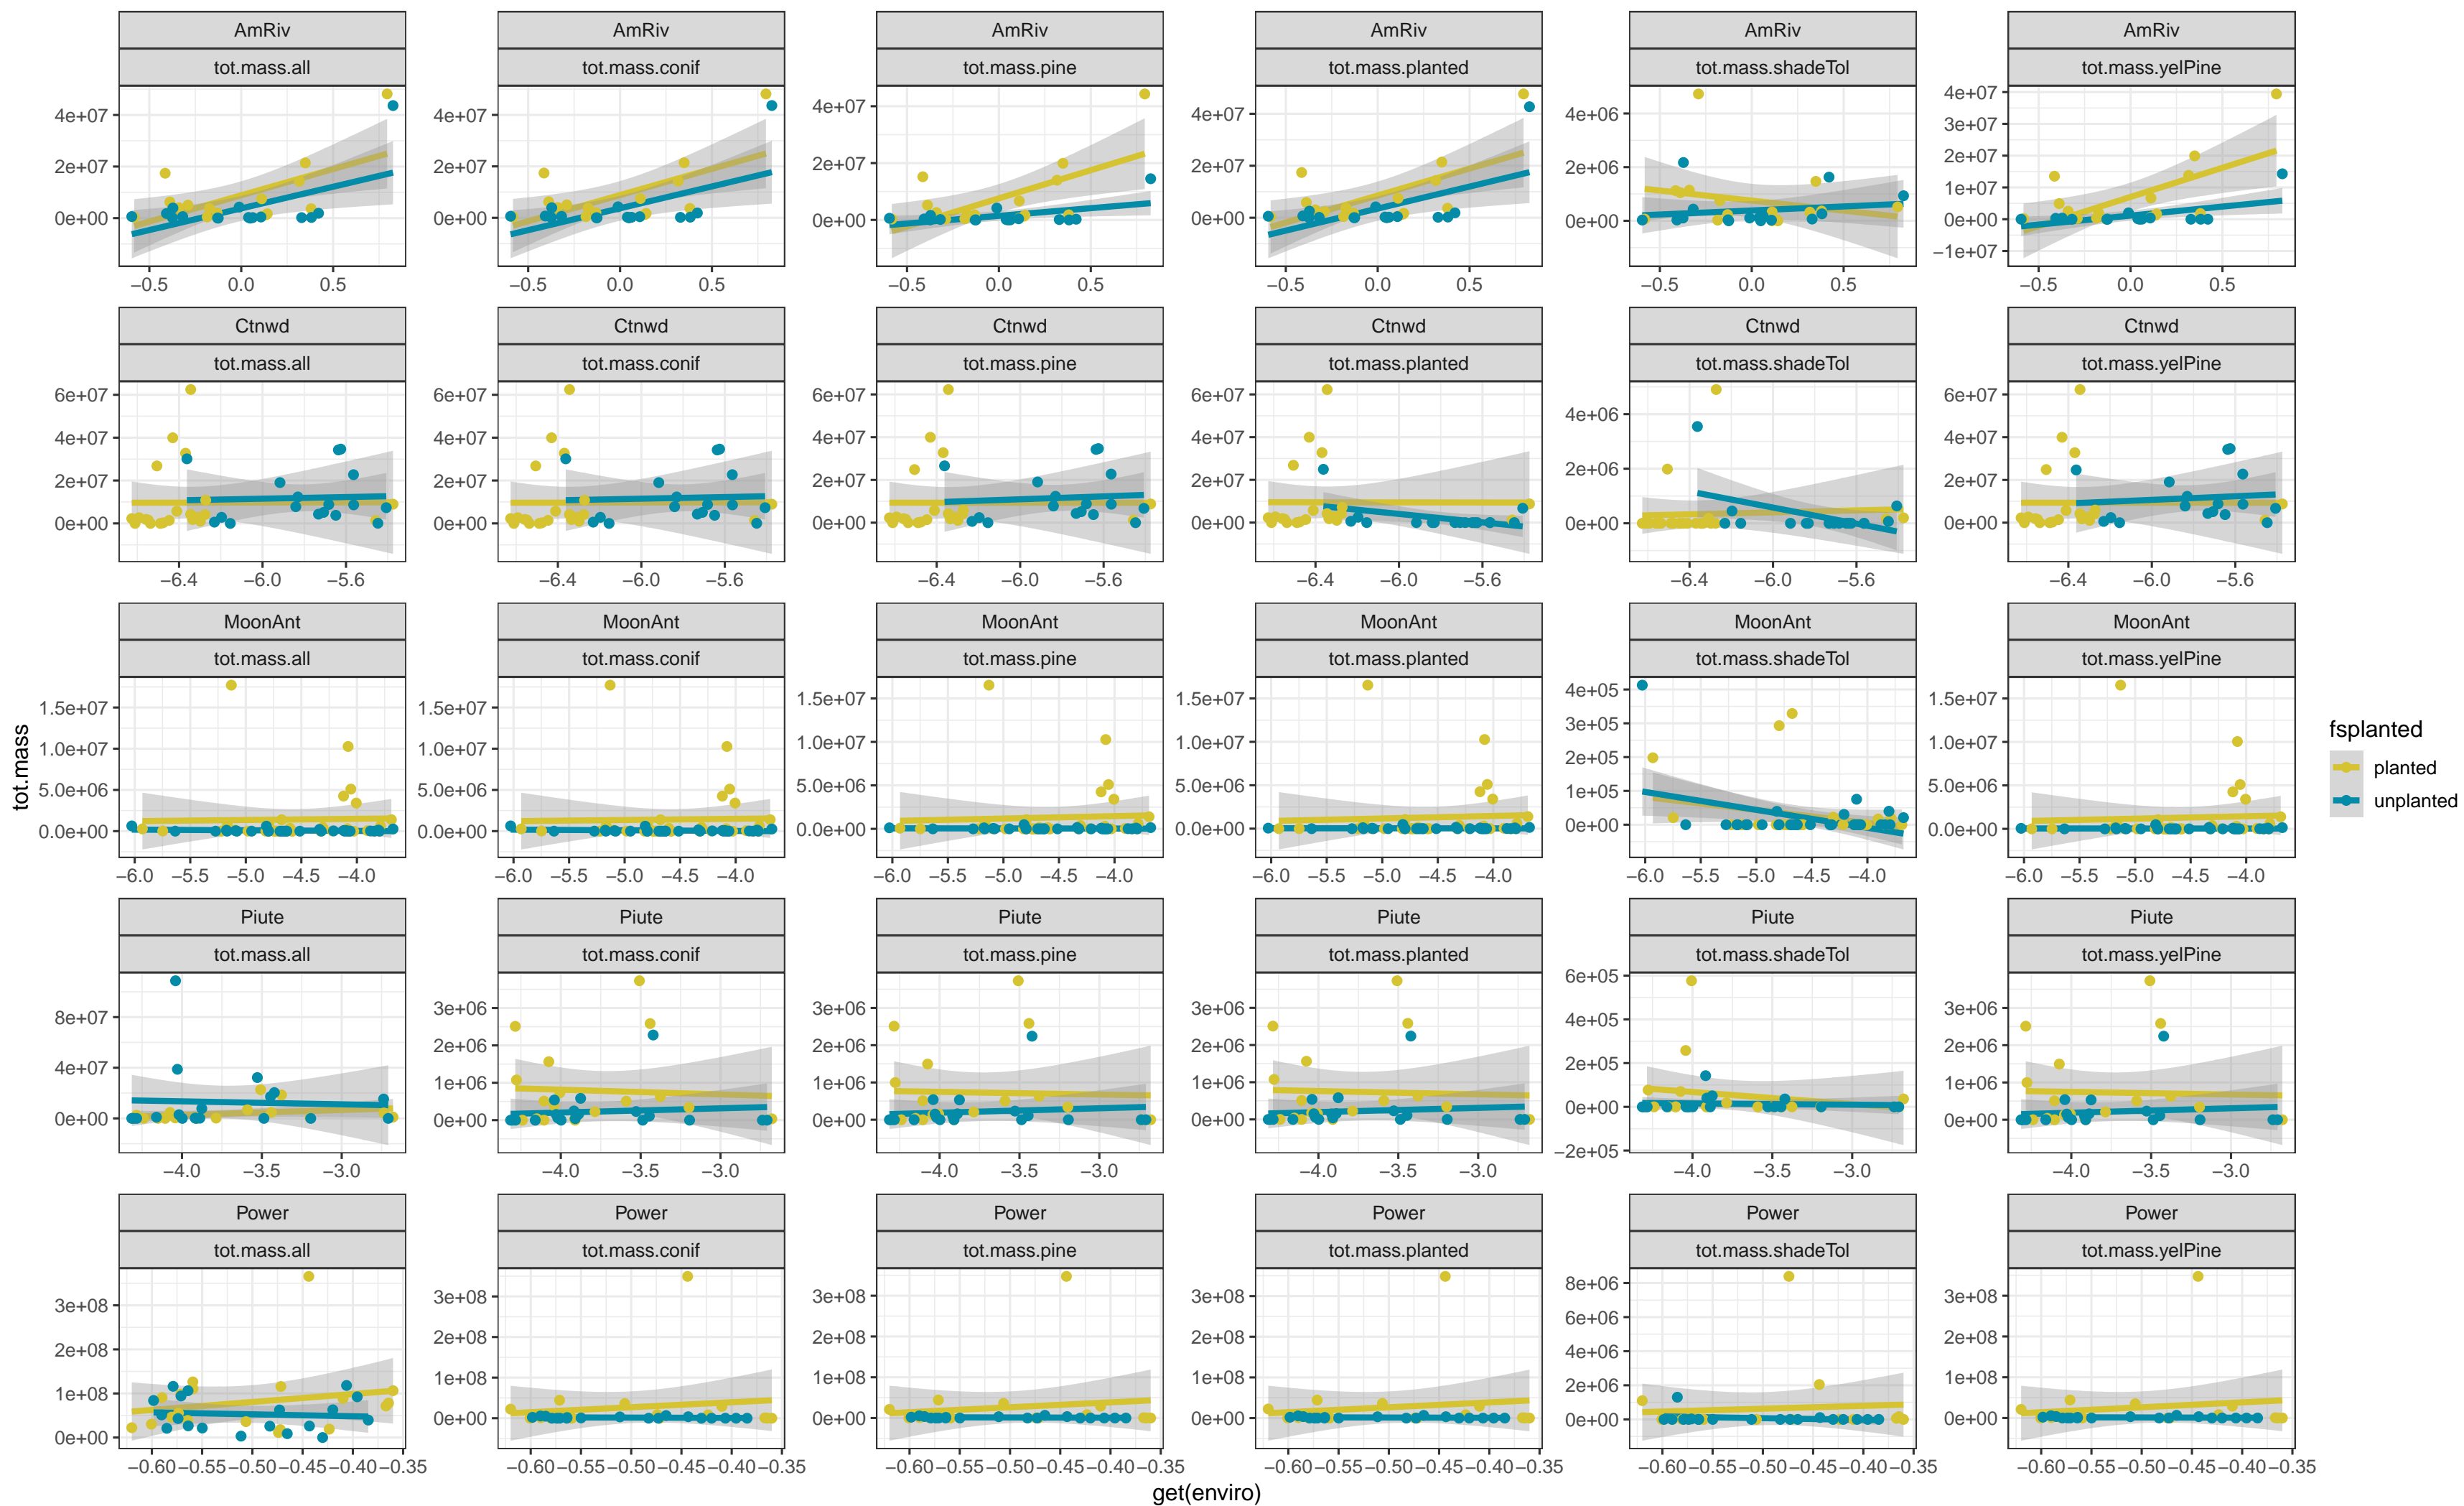 AmRiv AmRiv AmRiv AmRiv AmRiv AmRiv
tot.mass.all tot.mass.conif tot.mass.pine tot.mass.planted tot.mass.shadeTol tot.mass.yelPine
4e+07 2e+07 0e+00
4e+07 2e+07 0e+00
4e+07 2e+07 0e+00
4e+07 2e+07 0e+00
4e+06 2e+06 0e+00
4e+07 3e+07 2e+07 1e+07 0e+00 −1e+07
−0.5 0.0 0.5 −0.5 0.0 0.5 −0.5 0.0 0.5 −0.5 0.0 0.5 −0.5 0.0 0.5 −0.5 0.0 0.5
Ctnwd Ctnwd Ctnwd Ctnwd Ctnwd Ctnwd
tot.mass.all tot.mass.conif tot.mass.pine tot.mass.planted tot.mass.shadeTol tot.mass.yelPine
6e+07 4e+07 2e+07 0e+00
6e+07 4e+07 2e+07 0e+00
6e+07 4e+07 2e+07 0e+00
6e+07 4e+07 2e+07 0e+00
4e+06 2e+06 0e+00
6e+07 4e+07 2e+07 0e+00
−6.4 −6.0 −5.6 −6.4 −6.0 −5.6 −6.4 −6.0 −5.6 −6.4 −6.0 −5.6 −6.4 −6.0 −5.6 −6.4 −6.0 −5.6
MoonAnt MoonAnt MoonAnt MoonAnt MoonAnt MoonAnt
tot.mass.all tot.mass.conif tot.mass.pine tot.mass.planted tot.mass.shadeTol tot.mass.yelPine
1.5e+07 1.0e+07 5.0e+06 0.0e+00
1.5e+07 1.0e+07 5.0e+06 0.0e+00
1.5e+07 1.0e+07 5.0e+06 0.0e+00
1.5e+07 1.0e+07 5.0e+06 0.0e+00
4e+05 3e+05 2e+05 1e+05 0e+00
1.5e+07 1.0e+07 5.0e+06 0.0e+00
−6.0 −5.5 −5.0 −4.5 −4.0 −6.0 −5.5 −5.0 −4.5 −4.0 −6.0 −5.5 −5.0 −4.5 −4.0 −6.0 −5.5 −5.0 −4.5 −4.0 −6.0 −5.5 −5.0 −4.5 −4.0 −6.0 −5.5 −5.0 −4.5 −4.0
Piute Piute Piute Piute Piute Piute
tot.mass.all tot.mass.conif tot.mass.pine tot.mass.planted tot.mass.shadeTol tot.mass.yelPine
8e+07 4e+07 0e+00
3e+06 2e+06 1e+06 0e+00
3e+06 2e+06 1e+06 0e+00
3e+06 2e+06 1e+06 0e+00
6e+05 4e+05 2e+05 0e+00 −2e+05
3e+06 2e+06 1e+06 0e+00
−4.0 −3.5 −3.0 −4.0 −3.5 −3.0 −4.0 −3.5 −3.0 −4.0 −3.5 −3.0 −4.0 −3.5 −3.0 −4.0 −3.5 −3.0
Power Power Power Power Power Power
tot.mass.all tot.mass.conif tot.mass.pine tot.mass.planted tot.mass.shadeTol tot.mass.yelPine
3e+08 2e+08 1e+08 0e+00
3e+08 2e+08 1e+08 0e+00
3e+08 2e+08 1e+08 0e+00
3e+08 2e+08 1e+08 0e+00
8e+06 6e+06 4e+06 2e+06 0e+00
3e+08 2e+08 1e+08 0e+00
−0.60 −0.55 −0.50 −0.45 −0.40 −0.35 −0.60 −0.55 −0.50 −0.45 −0.40 −0.35 −0.60 −0.55 −0.50 −0.45 −0.40 −0.35 −0.60 −0.55 −0.50 −0.45 −0.40 −0.35 −0.60 −0.55 −0.50 −0.45 −0.40 −0.35 −0.60 −0.55 −0.50 −0.45 −0.40 −0.35
get(enviro)
tot.mass
fsplanted
planted
unplanted